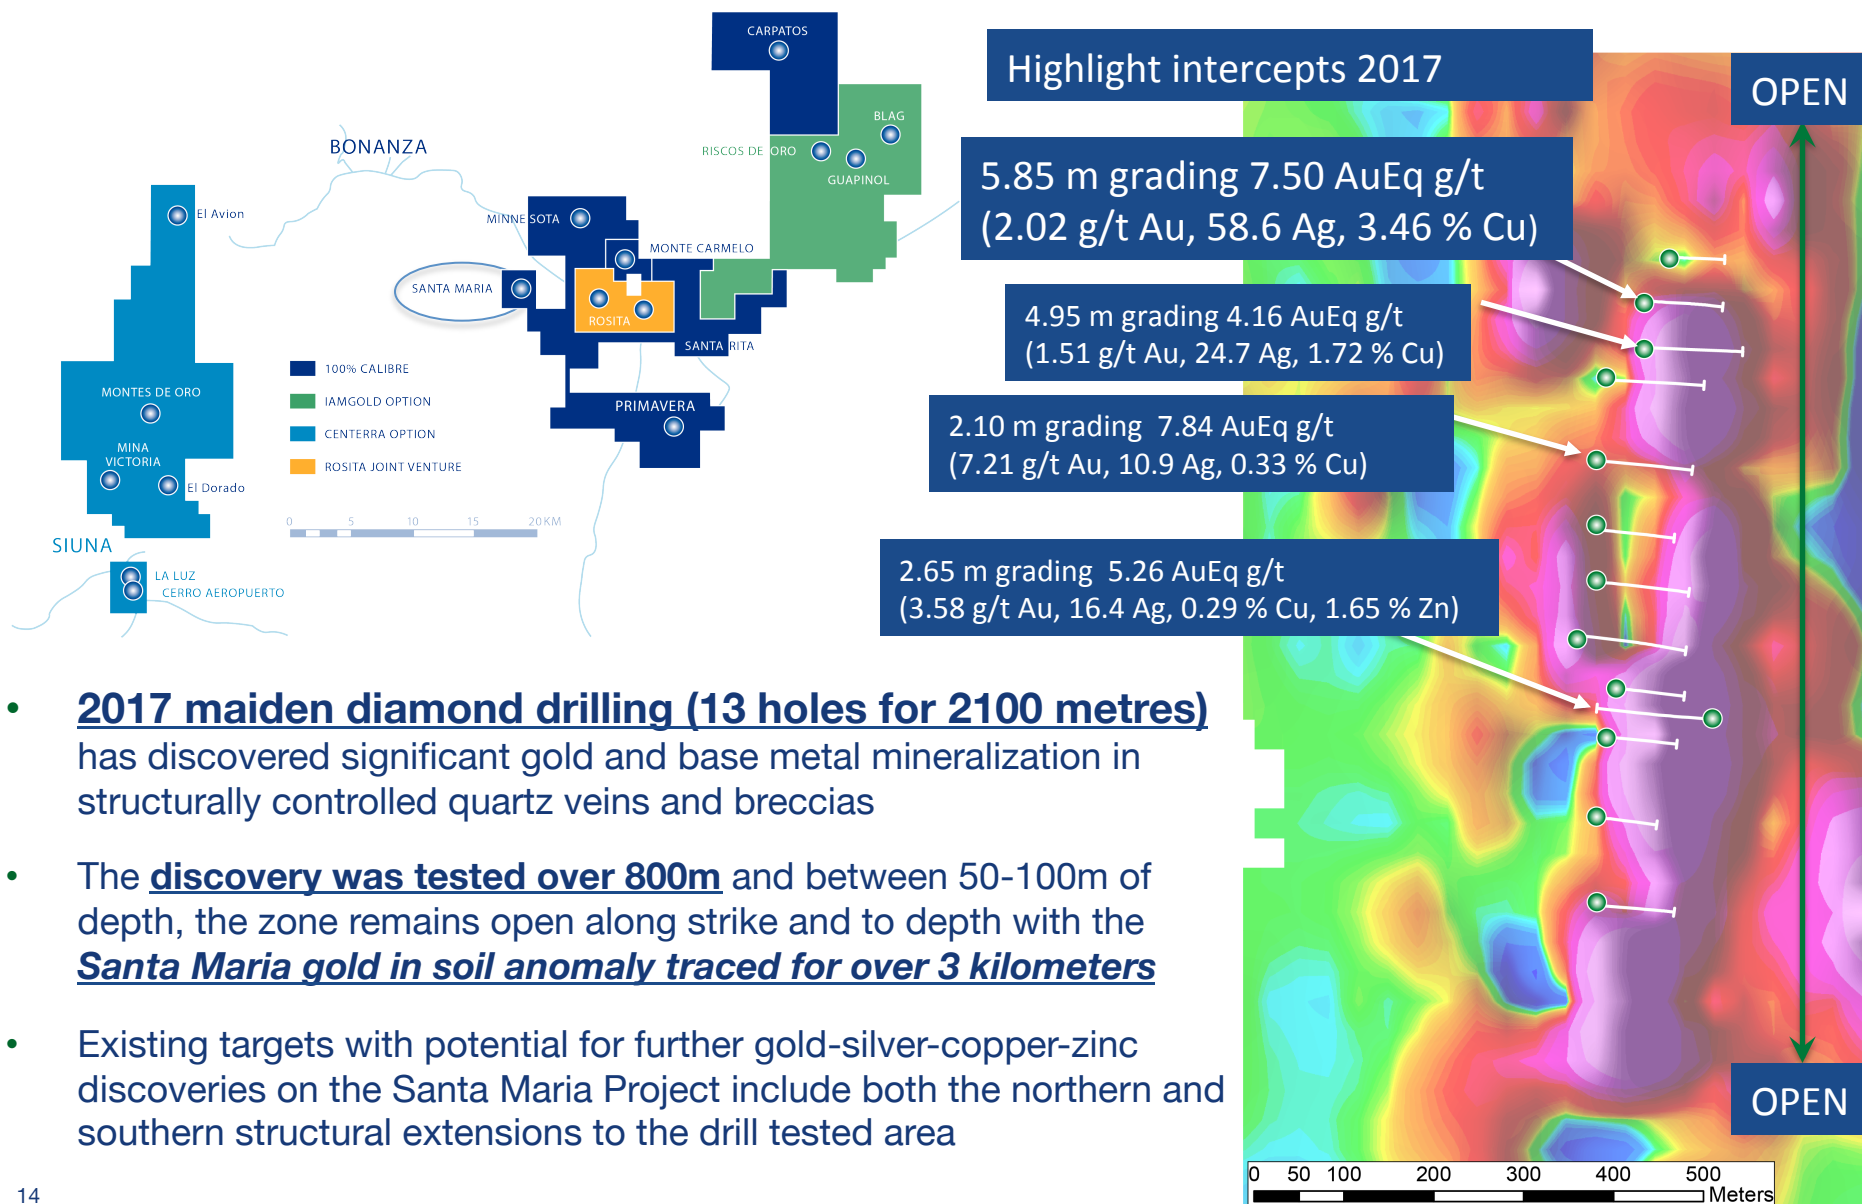 CARPATOS
BLAG
RISCOS DE ORO
GUAPINOL
BONANZA
El Avion
MINNESOTA
MONTE CARMELO
SANTA MARIA
ROSITA
SANTA RITA
PRIMAVERA
MONTES DE ORO
MINA
VICTORIA
El Dorado
SIUNA
LA LUZ
CERRO AEROPUERTO
100% CALIBRE
IAMGOLD OPTION
CENTERRA OPTION
ROSITA JOINT VENTURE
0 5 10 15 20 KM
Highlight intercepts 2017
OPEN
5.85 m grading 7.50 AuEq g/t
(2.02 g/t Au, 58.6 Ag, 3.46 % Cu)
4.95 m grading 4.16 AuEq g/t
(1.51 g/t Au, 24.7 Ag, 1.72 % Cu)
2.10 m grading 7.84 AuEq g/t
(7.21 g/t Au, 10.9 Ag, 0.33 % Cu)
2.65 m grading 5.26 AuEq g/t
(3.58 g/t Au, 16.4 Ag, 0.29 % Cu, 1.65 % Zn)
OPEN
0 50 100 200 300 400 500
Meters
• 2017 maiden diamond drilling (13 holes for 2100 metres)
has discovered significant gold and base metal mineralization in
structurally controlled quartz veins and breccias
• The discovery was tested over 800m and between 50-100m of
depth, the zone remains open along strike and to depth with the
Santa Maria gold in soil anomaly traced for over 3 kilometers
• Existing targets with potential for further gold-silver-copper-zinc
discoveries on the Santa Maria Project include both the northern and
southern structural extensions to the drill tested area
14